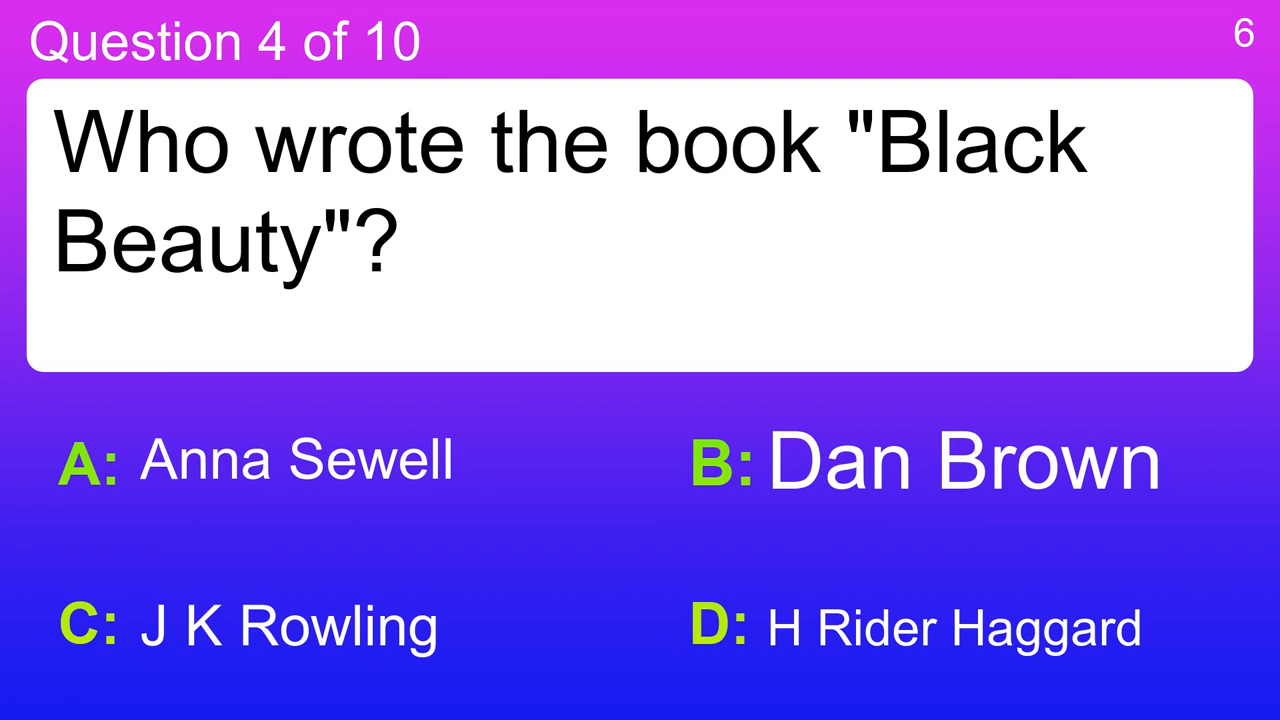 Question 4 of 10
6
Who wrote the book "Black
Beauty"?
A: Anna Sewell
B: Dan Brown
C: J K Rowling
D: H Rider Haggard